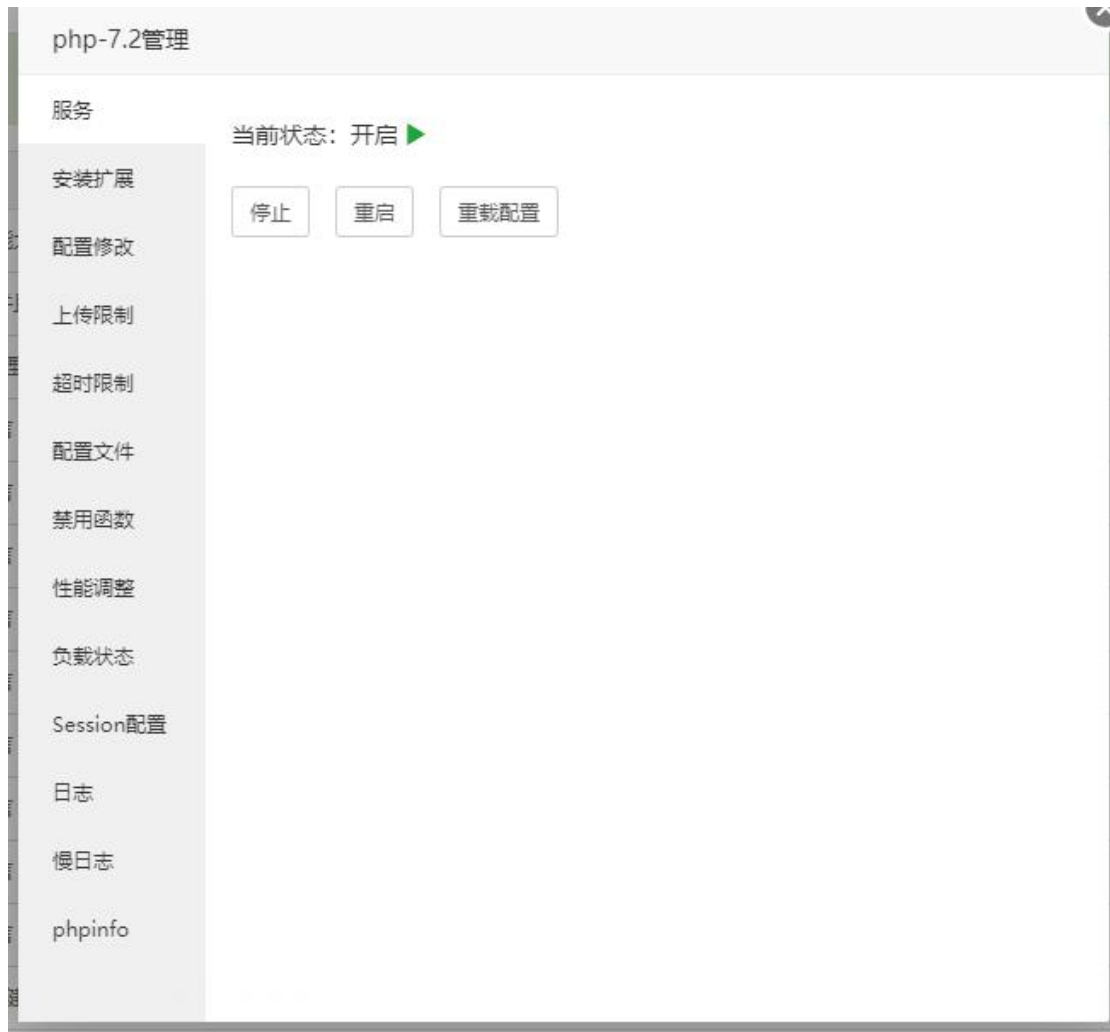 php-7.2管理
服务
当前状态：开启
停止
重启
重载配置
安装扩展
配置修改
上传限制
超时限制
配置文件
禁用函数
性能调整
负载状态
Session配置
日志
慢日志
phpinfo